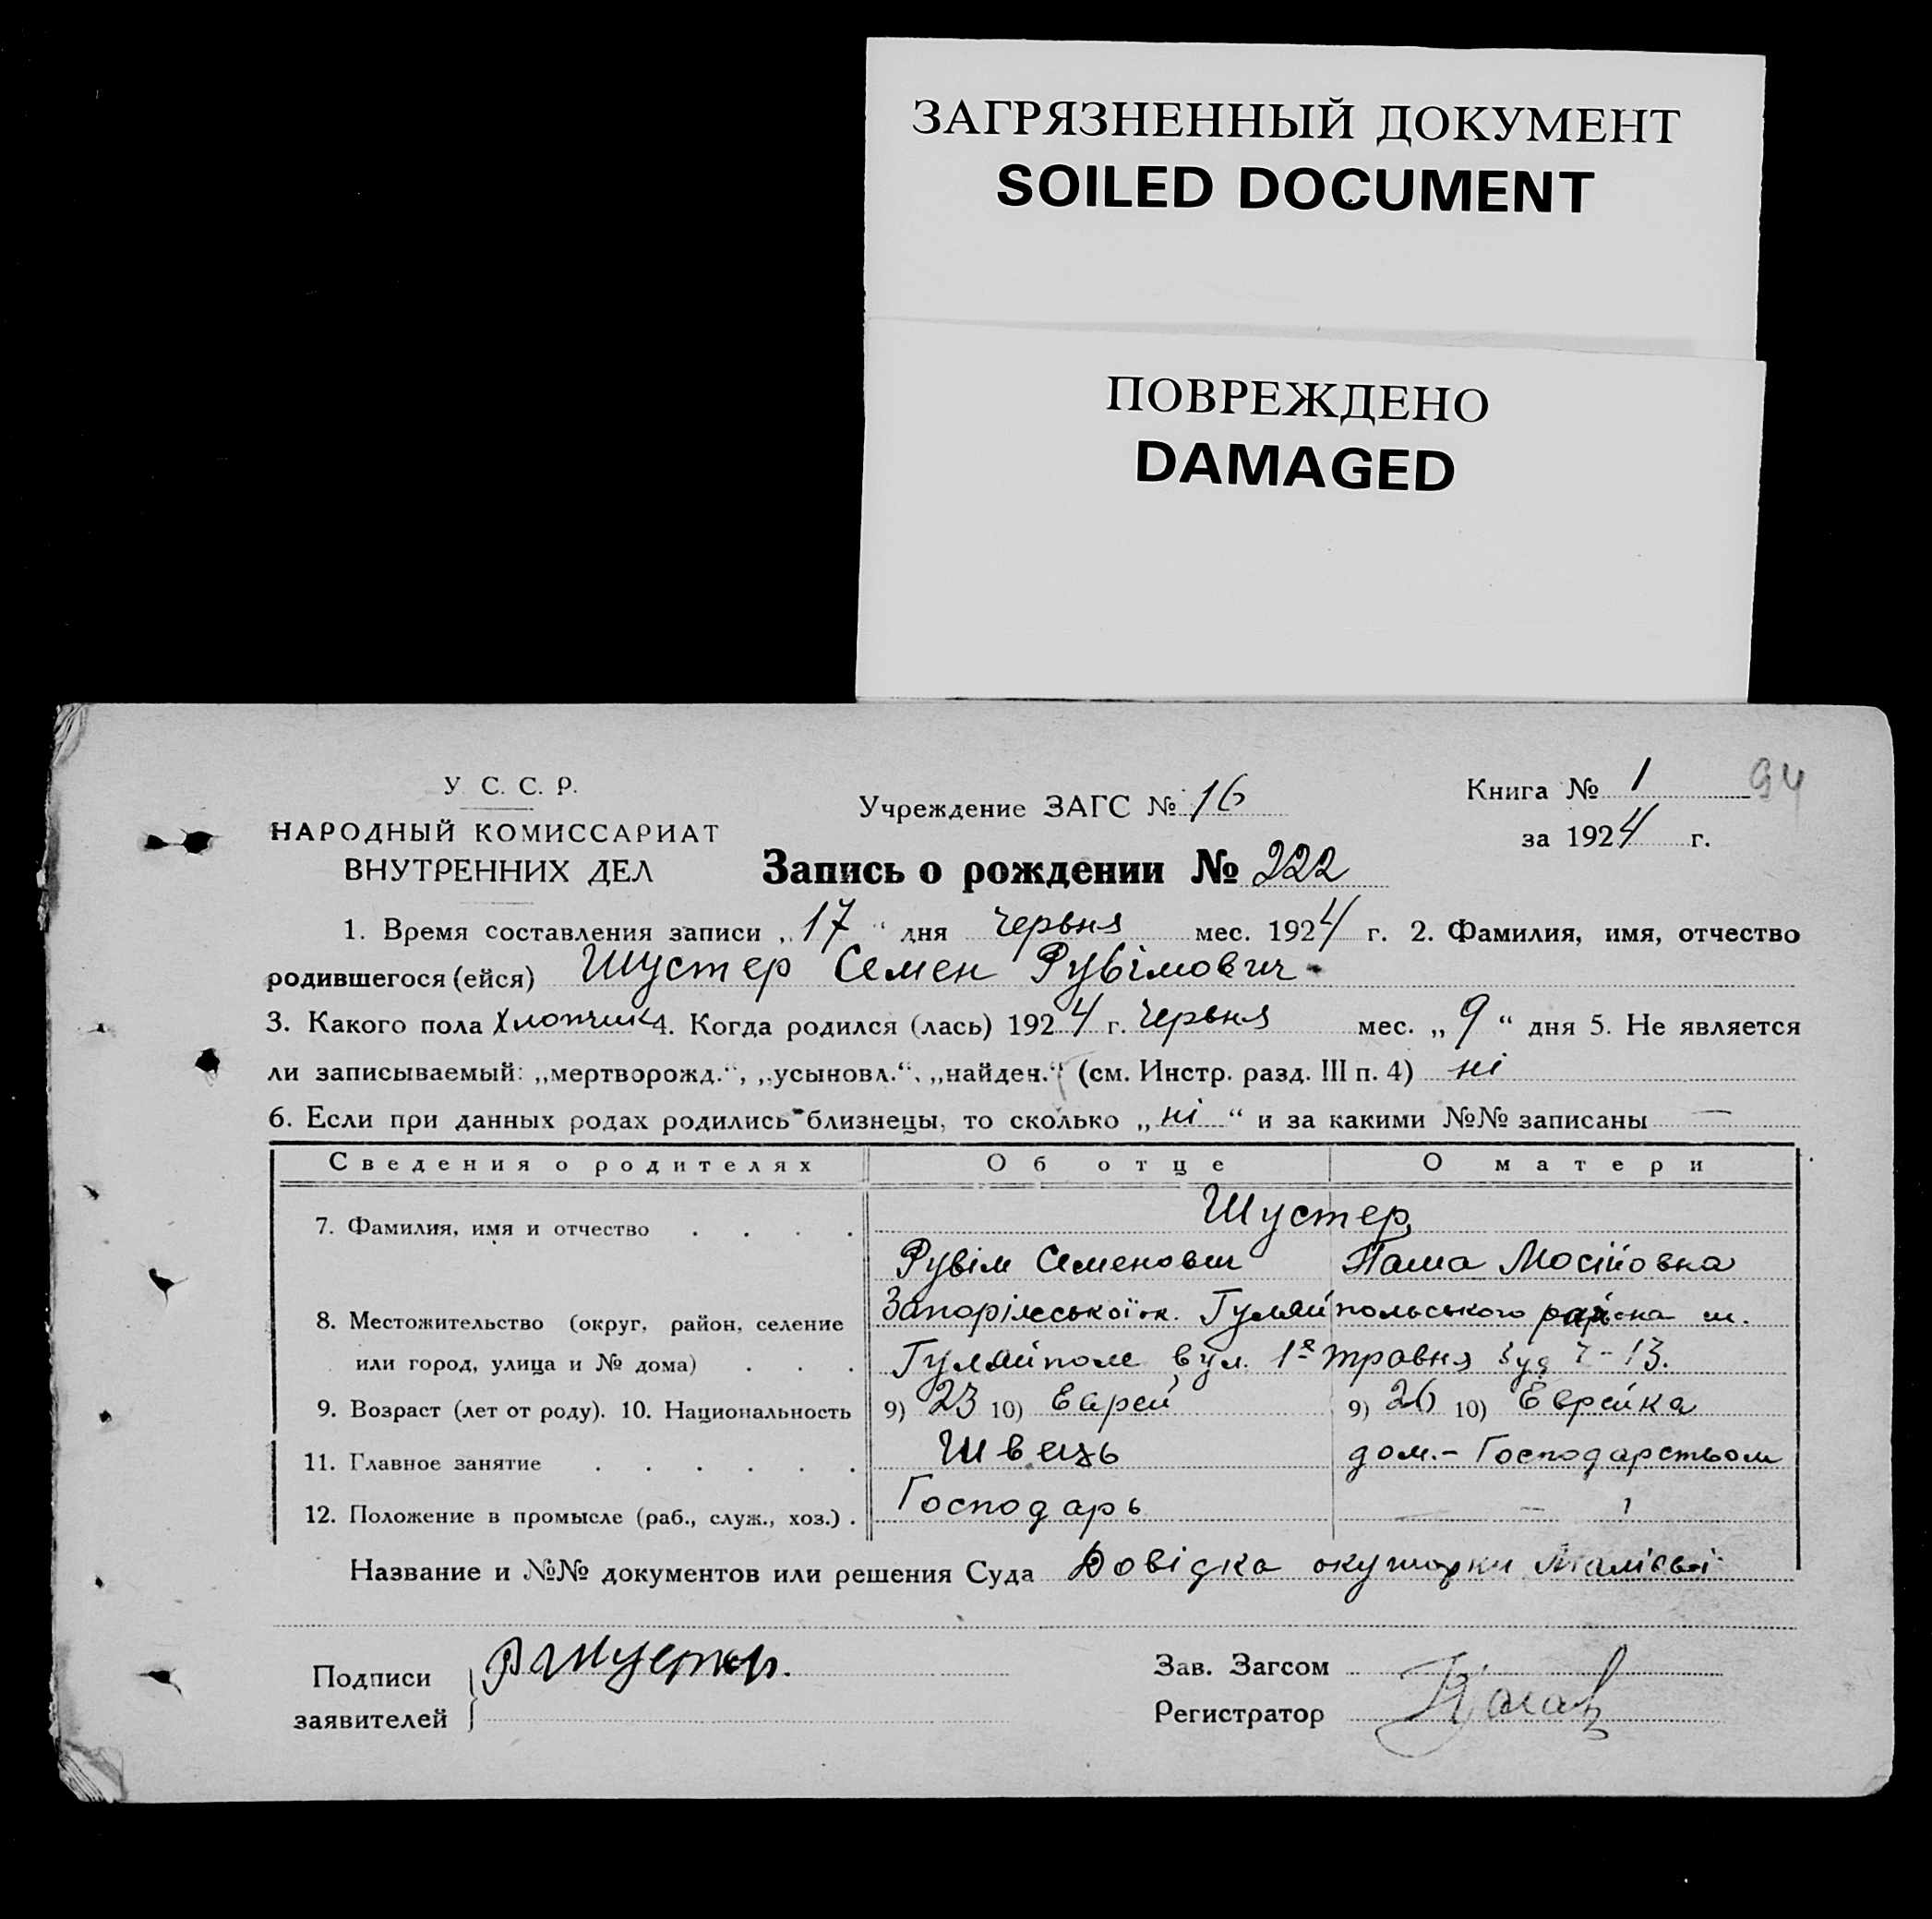 ЗАГРЯЗНЕННЫЙ ДОКУМЕНТ
SOILED DOCUMENT
ПОВРЕЖДЕНО
DAMAGED
У. С. С. Р.
НАРОДНЫЙ КОМИССАРИАТ
ВНУТРЕННИХ ДЕЛ
Учреждение ЗАГС № 16
Книга № 1 94
за 1924 г.
Запись о рождении № 222
1. Время составления записи „17“ дня червня мес. 1924 г. 2. Фамилия, имя, отчество
родившегося (ейся) Шустер Семен Рувімович
3. Какого пола Хлопчик 4. Когда родился (лась) 1924 г. червня мес. „9“ дня 5. Не является
ли записываемый: „мертворожд.“, „усыновл.“, „найден.“ (см. Инстр. разд. III п. 4) ні
6. Если при данных родах родились близнецы, то сколько „ні“ и за какими №№ записаны —
Сведения о родителях Об отце О матери
7. Фамилия, имя и отчество . . . . Шустер
Рувім Семенович Паша Мосіівна
8. Местожительство (округ, район, селение Запорізської ок. Гуляйпольського района м.
или город, улица и № дома) . . . Гуляйполе вул. 1е травня буд 7-13.
9. Возраст (лет от роду). 10. Национальность 9) 23 10) Еврей 9) 26 10) Еврейка
11. Главное занятие . . . . . . Швець дом.- Господарством
12. Положение в промысле (раб., служ., хоз.) . Господарь —
Название и №№ документов или решения Суда Довідка окушорки
Подписи
заявителей
Р Шустер.
Зав. Загсом
Регистратор